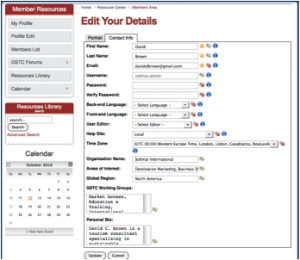 Member Resources
Home > Resource Center > Members Area
My Profile
Profile Edit
Members List
GSTC Forums
Resources Library
Calendar
Resources Library
search...
Search
Advanced Search
Calendar
October 2010
+ Run New Event
Edit Your Details
Portrait
Contact Info
First Name:
David
Last Name:
Brown
Email:
Username:
solimar admin
Password:
Verify Password:
Back-end Language:
- Select Language -
Front-end Language:
- Select Language -
User Editor:
- Select Editor -
Help Site:
Local
Time Zone:
(UTC 00:00) Western Europe Time, London, Lisbon, Casablanca, Reykjavik
Organization Name:
Solimar International
Areas of Interest:
Destination Marketing, Business
Global Region:
North America
GSTC Working Groups:
Market Access,
Education &
Training,
International
Personal Bio:
David C. Brown is a
tourism consultant
specializing in
sustainable
Update
Cancel